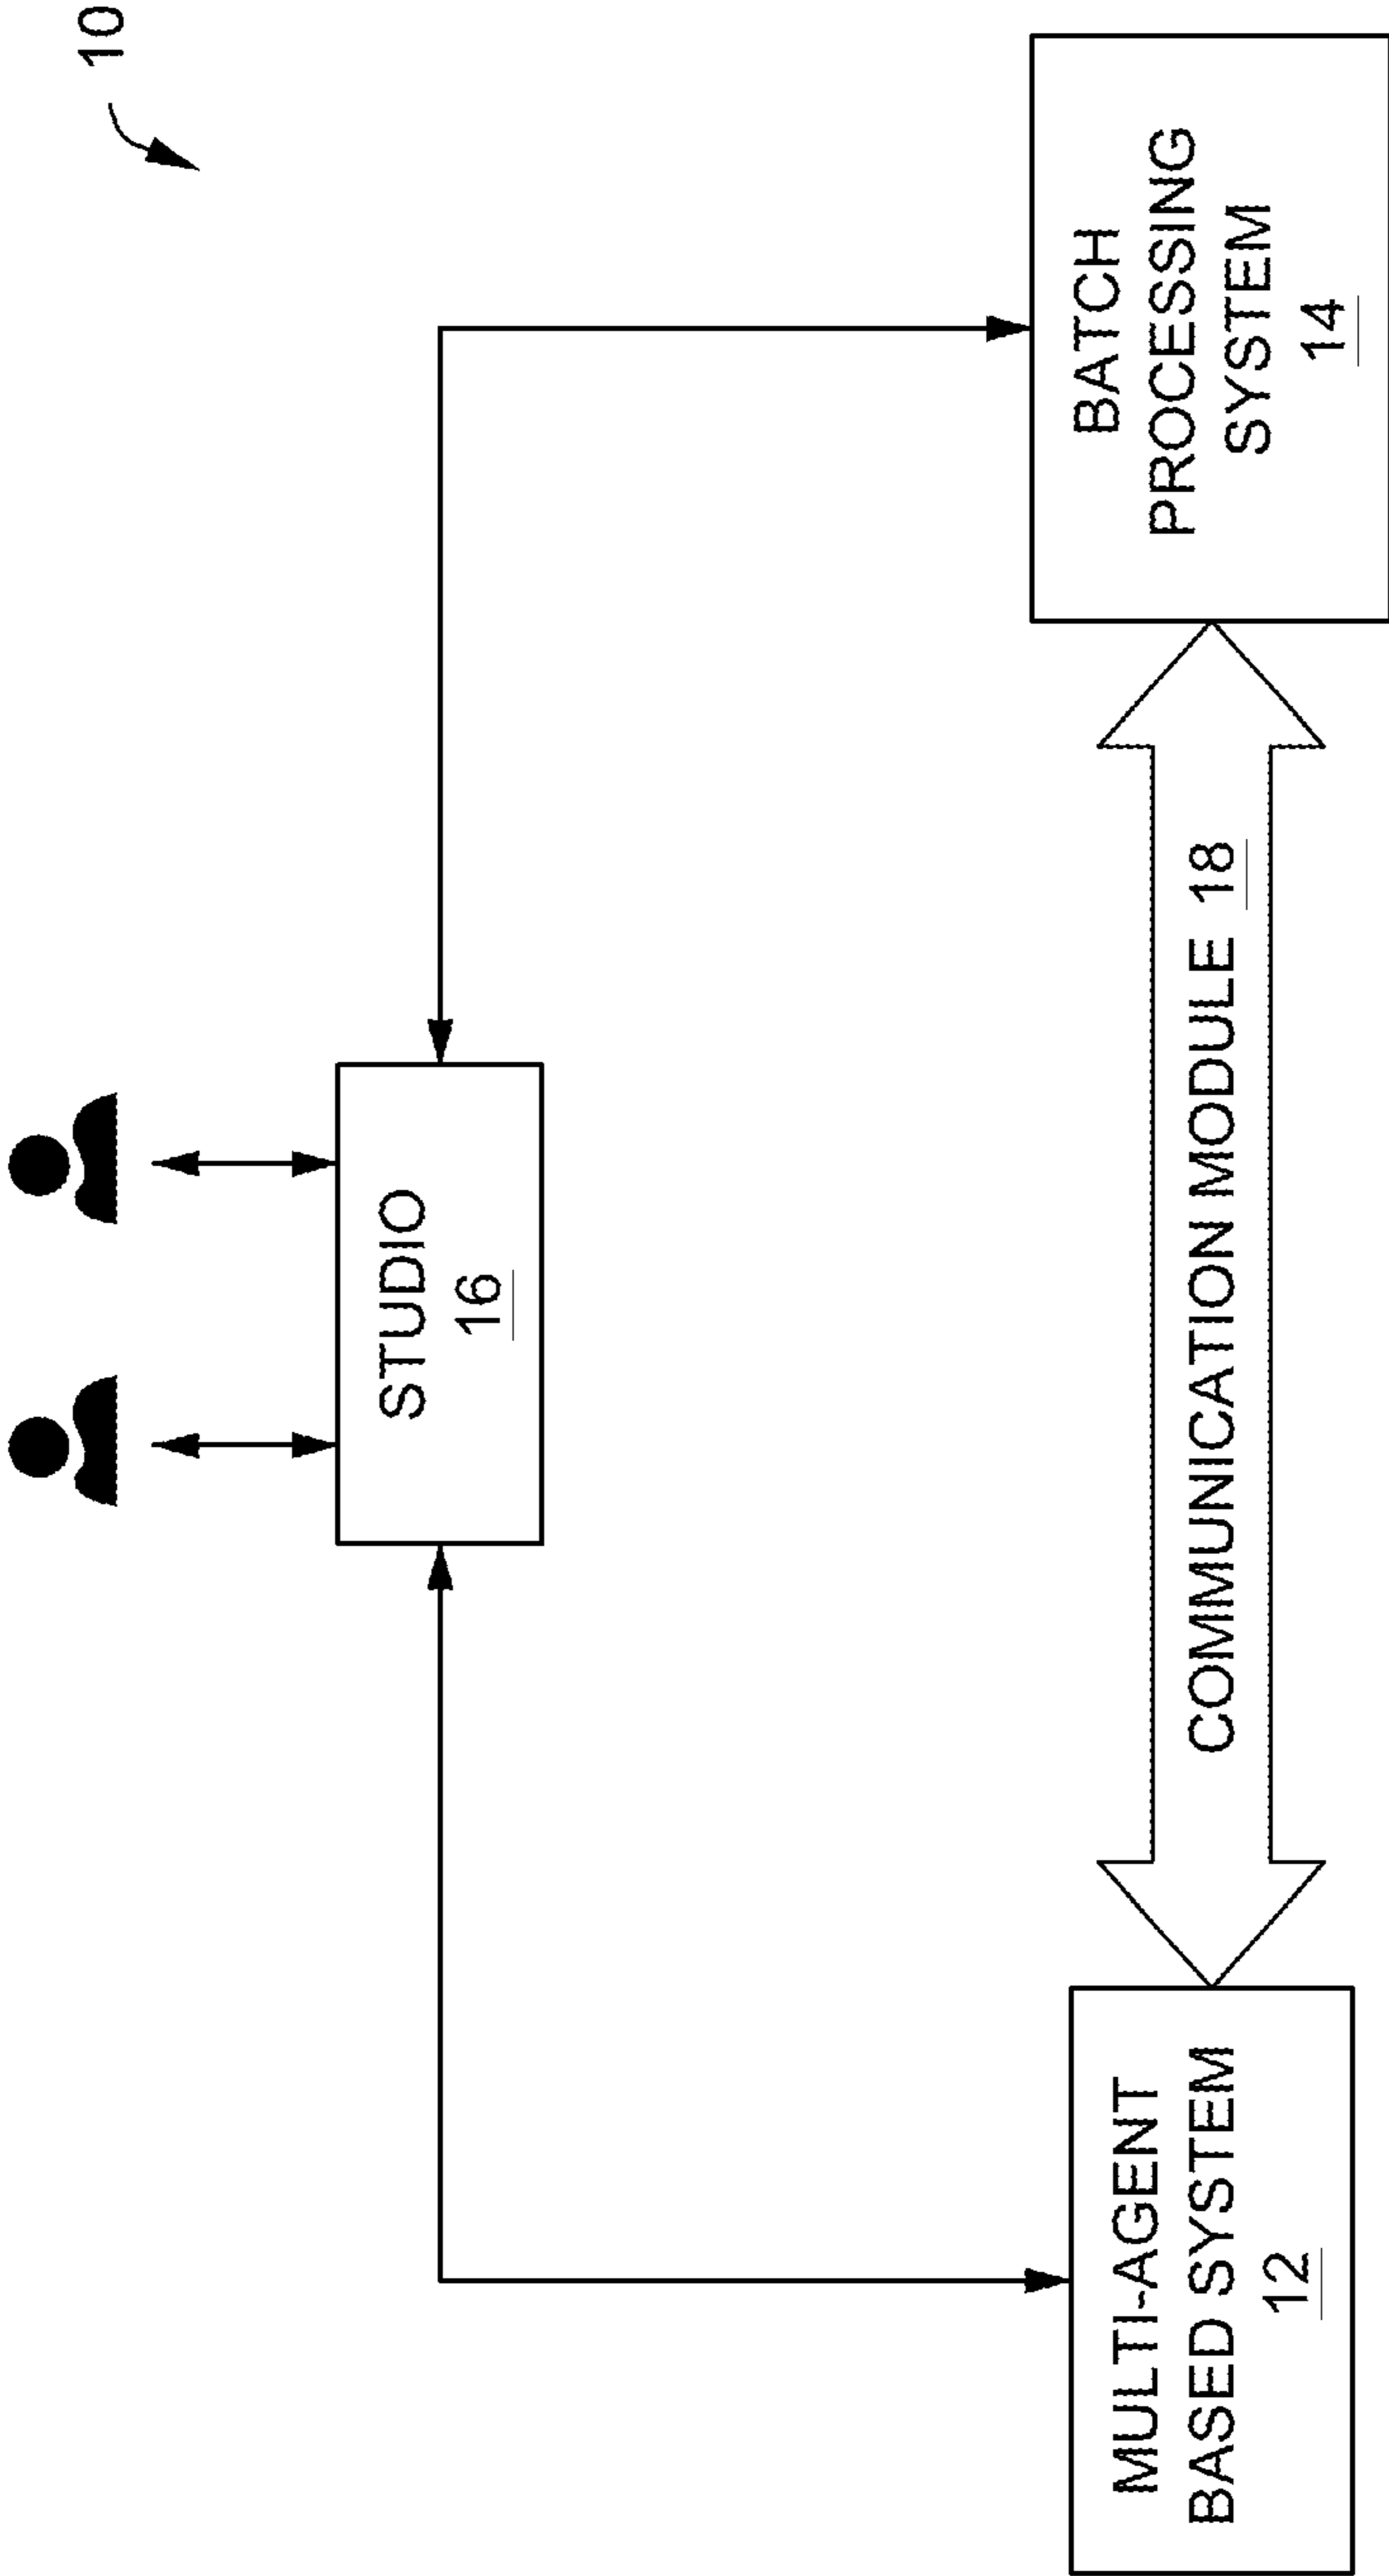 10
STUDIO
16
MULTI-AGENT
BASED SYSTEM
12
COMMUNICATION MODULE 18
BATCH
PROCESSING
SYSTEM
14